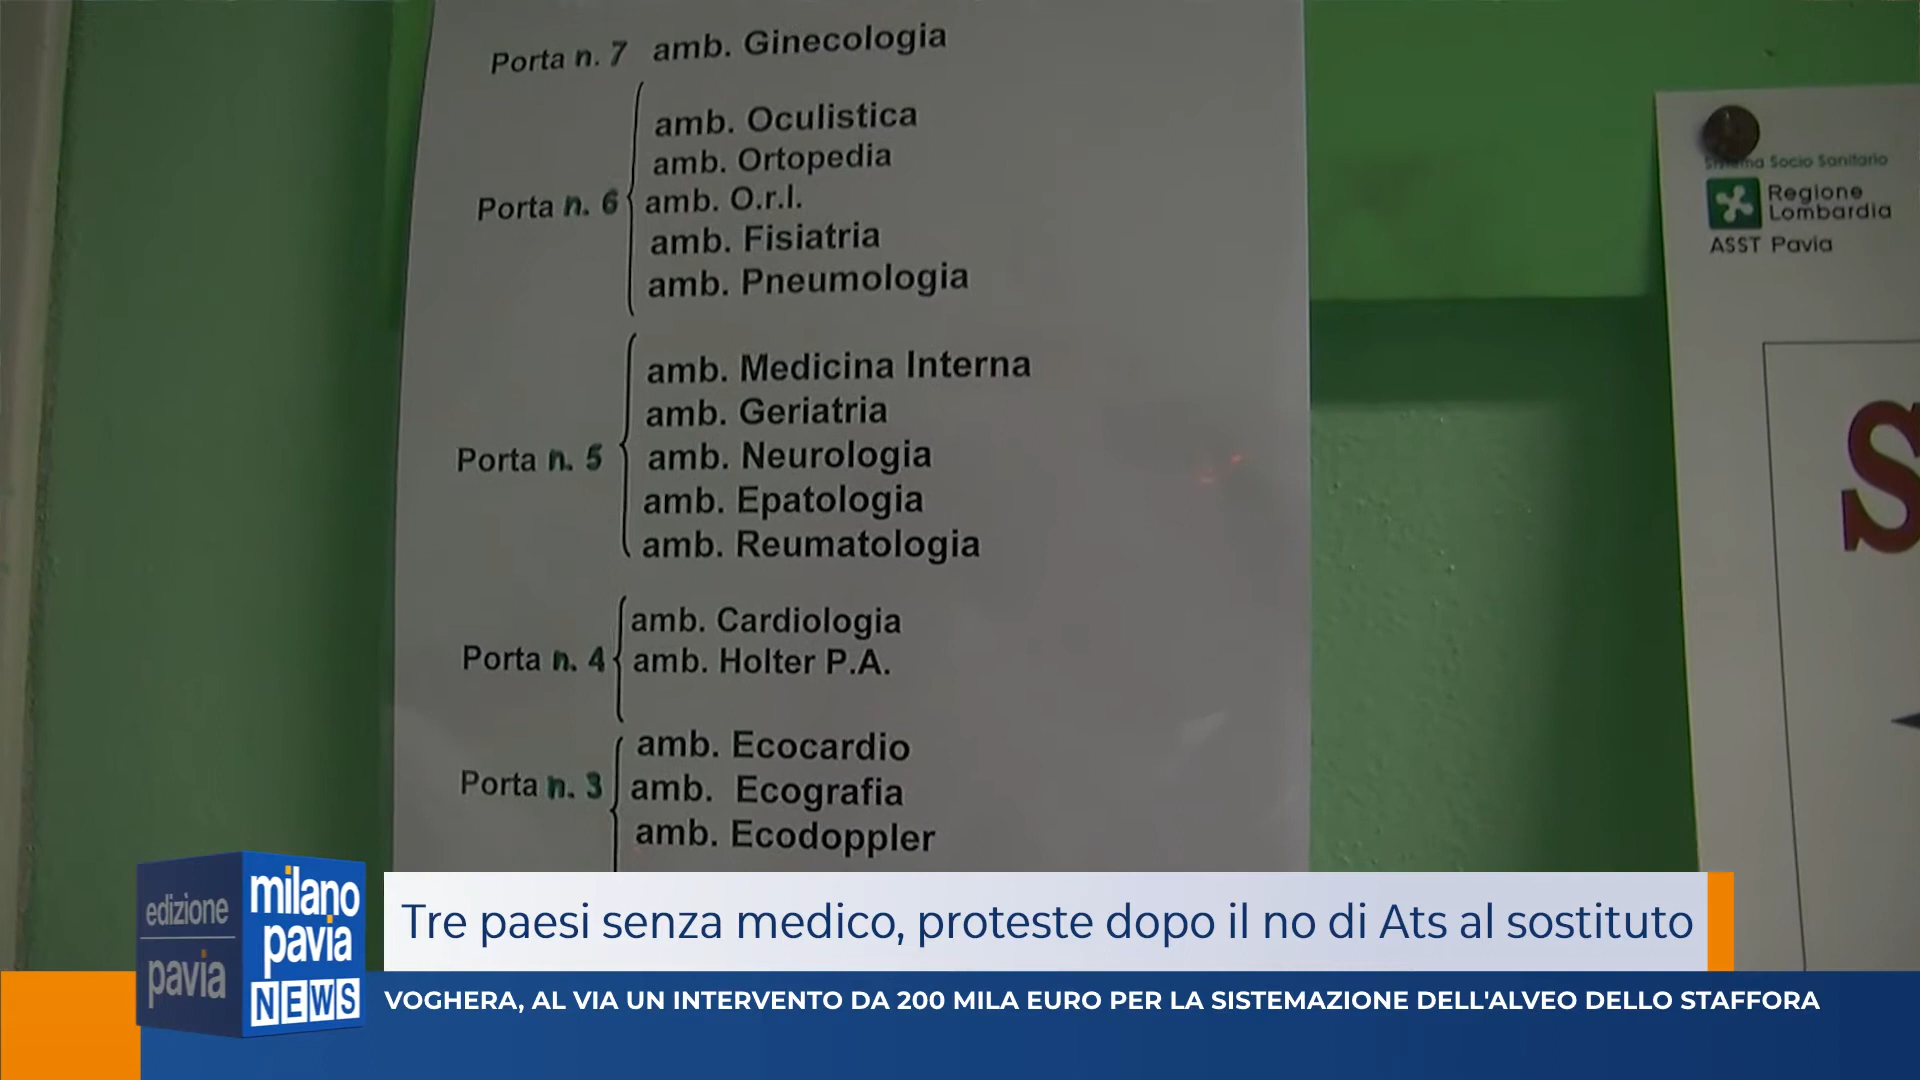 Porta n. 7 amb. Ginecologia
amb. Oculistica
amb. Ortopedia
Porta n. 6 amb. O.r.l.
amb. Fisiatria
amb. Pneumologia
amb. Medicina Interna
amb. Geriatria
Porta n. 5 amb. Neurologia
amb. Epatologia
amb. Reumatologia
amb. Cardiologia
Porta n. 4 amb. Holter P.A.
amb. Ecocardio
Porta n. 3 amb. Ecografia
amb. Ecodoppler
Socio Sanitario
Regione
Lombardia
ASST Pavia
S
edizione
pavia
milano
pavia
NEWS
Tre paesi senza medico, proteste dopo il no di Ats al sostituto
VOGHERA, AL VIA UN INTERVENTO DA 200 MILA EURO PER LA SISTEMAZIONE DELL'ALVEO DELLO STAFFORA